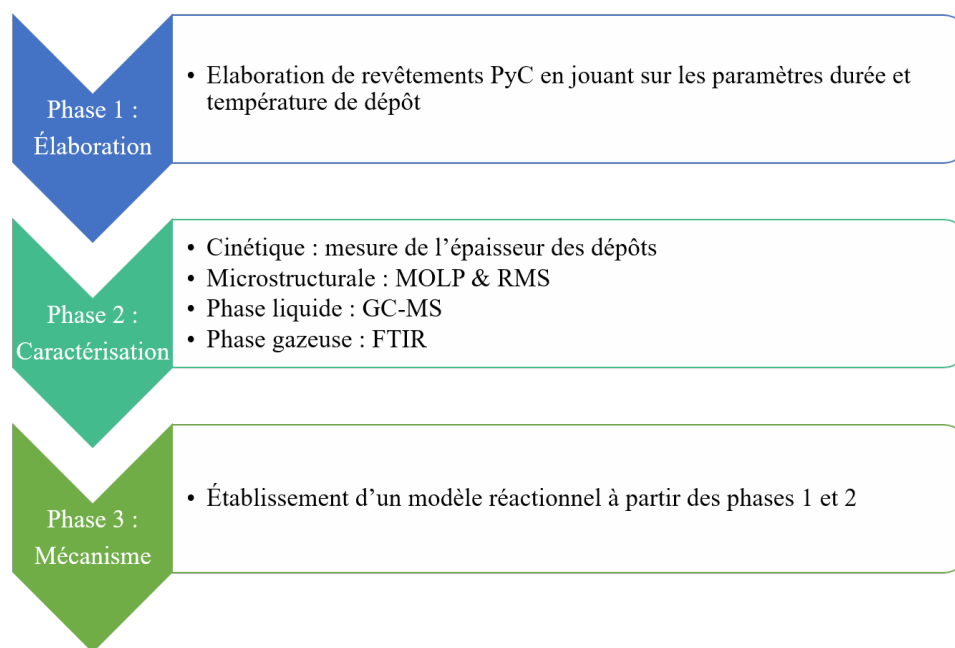 Phase 1 :
Élaboration
• Elaboration de revêtements PyC en jouant sur les paramètres durée et
température de dépôt
Phase 2 :
Caractérisation
• Cinétique : mesure de l’épaisseur des dépôts
• Microstructurale : MOLP & RMS
• Phase liquide : GC-MS
• Phase gazeuse : FTIR
Phase 3 :
Mécanisme
• Établissement d’un modèle réactionnel à partir des phases 1 et 2